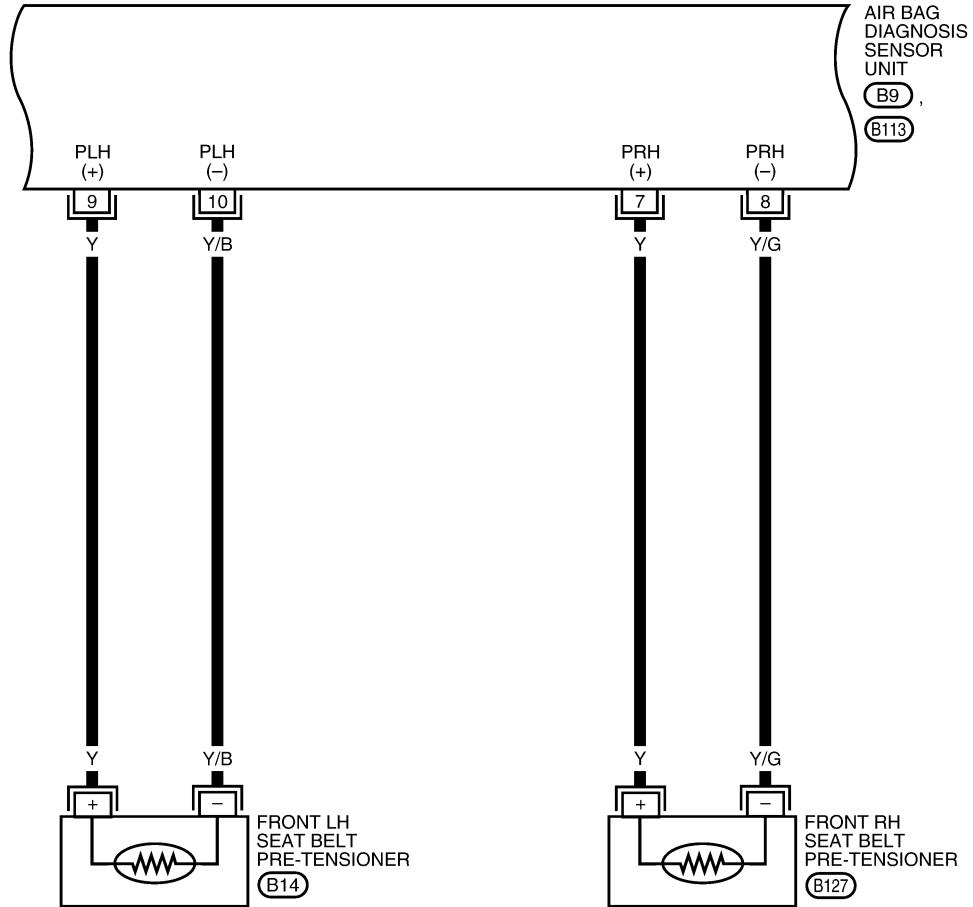 AIR BAG
DIAGNOSIS
SENSOR
UNIT
B9 ,
B113
PLH PLH PRH PRH
(+) (–) (+) (–)
9 10 7 8
Y Y/B Y Y/G
Y Y/B Y Y/G
+ – + –
FRONT LH
SEAT BELT
PRE-TENSIONER
B14
FRONT RH
SEAT BELT
PRE-TENSIONER
B127